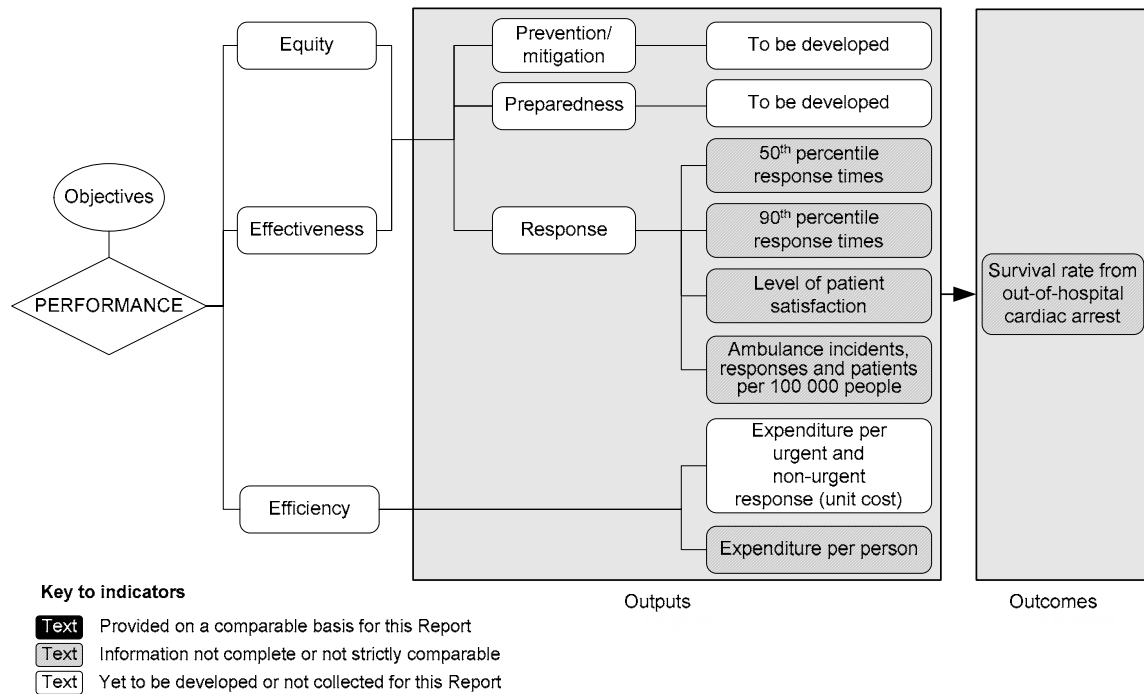 Objectives
PERFORMANCE
Equity
Effectiveness
Efficiency
Prevention/
mitigation
Preparedness
Response
To be developed
To be developed
50th percentile
response times
90th percentile
response times
Level of patient
satisfaction
Ambulance incidents,
responses and patients
per 100 000 people
Expenditure per
urgent and
non-urgent
response (unit cost)
Expenditure per person
Survival rate from
out-of-hospital
cardiac arrest
Outputs
Outcomes
Key to indicators
Text Provided on a comparable basis for this Report
Text Information not complete or not strictly comparable
Text Yet to be developed or not collected for this Report